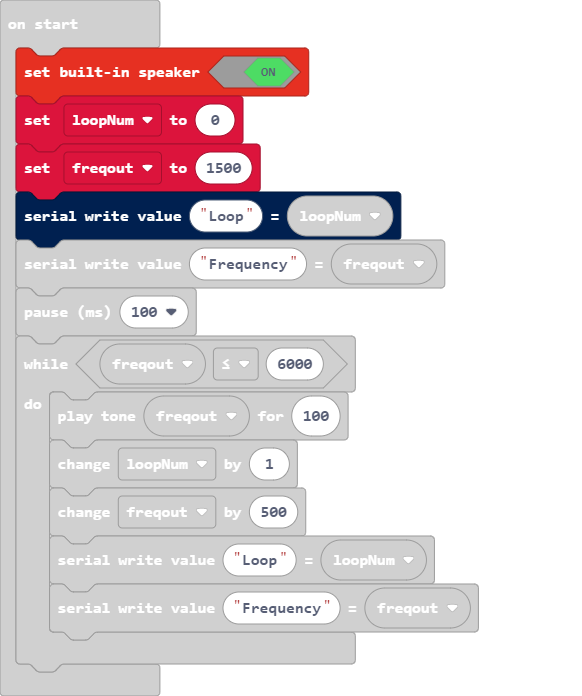 on start
set built-in speaker ON
set loopNum to 0
set freqout to 1500
serial write value "Loop" = loopNum
serial write value "Frequency" = freqout
pause (ms) 100
while freqout ≤ 6000
do
play tone freqout for 100
change loopNum by 1
change freqout by 500
serial write value "Loop" = loopNum
serial write value "Frequency" = freqout